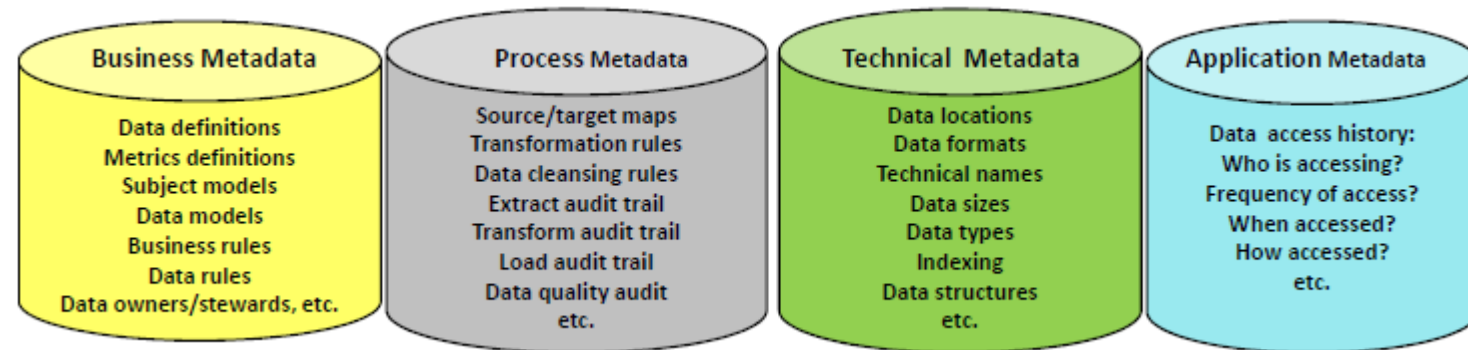 Business Metadata
Data definitions
Metrics definitions
Subject models
Data models
Business rules
Data rules
Data owners/stewards, etc.
Process Metadata
Source/target maps
Transformation rules
Data cleansing rules
Extract audit trail
Transform audit trail
Load audit trail
Data quality audit
etc.
Technical Metadata
Data locations
Data formats
Technical names
Data sizes
Data types
Indexing
Data structures
etc.
Application Metadata
Data access history:
Who is accessing?
Frequency of access?
When accessed?
How accessed?
etc.